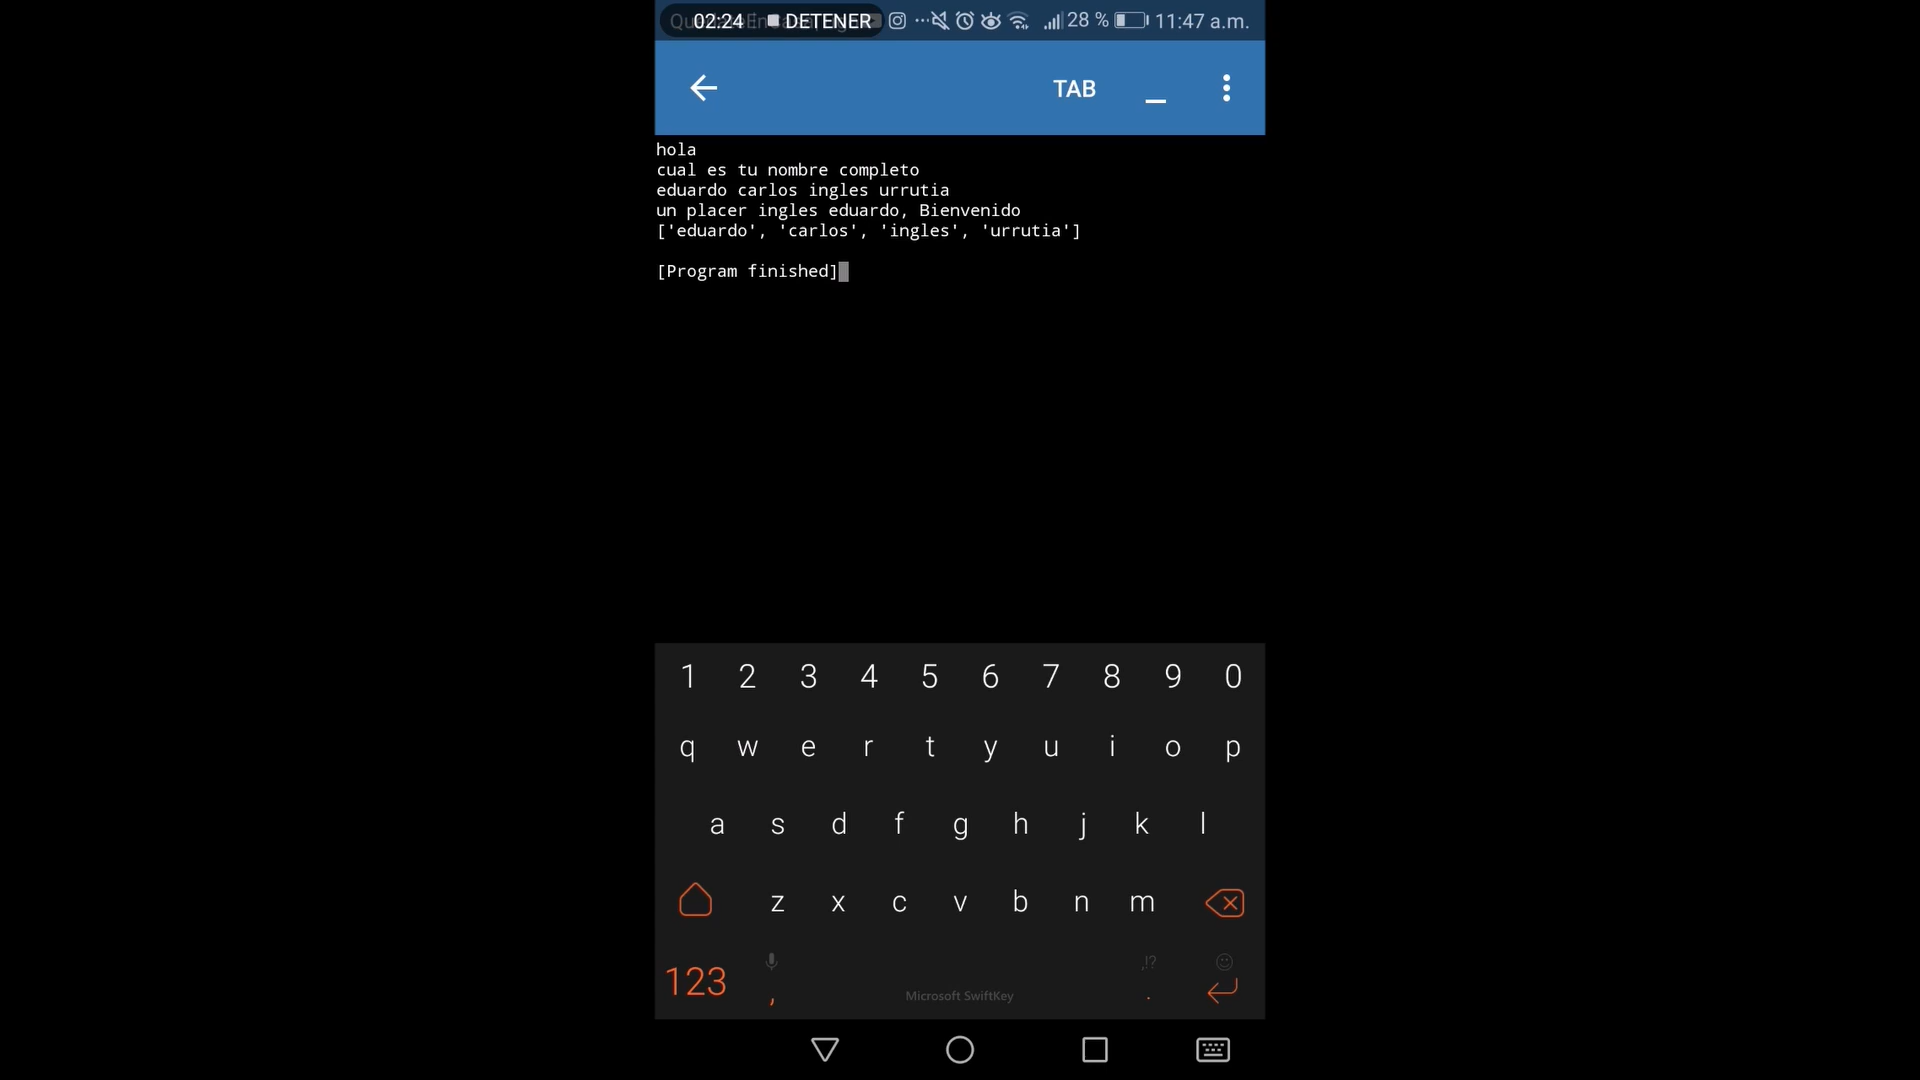 02:24 DETENER 28 % 11:47 a.m.
TAB _
hola
cual es tu nombre completo
eduardo carlos ingles urrutia
un placer ingles eduardo, Bienvenido
['eduardo', 'carlos', 'ingles', 'urrutia']
[Program finished]
1 2 3 4 5 6 7 8 9 0
q w e r t y u i o p
a s d f g h j k l
z x c v b n m
,!?
123 , Microsoft SwiftKey .